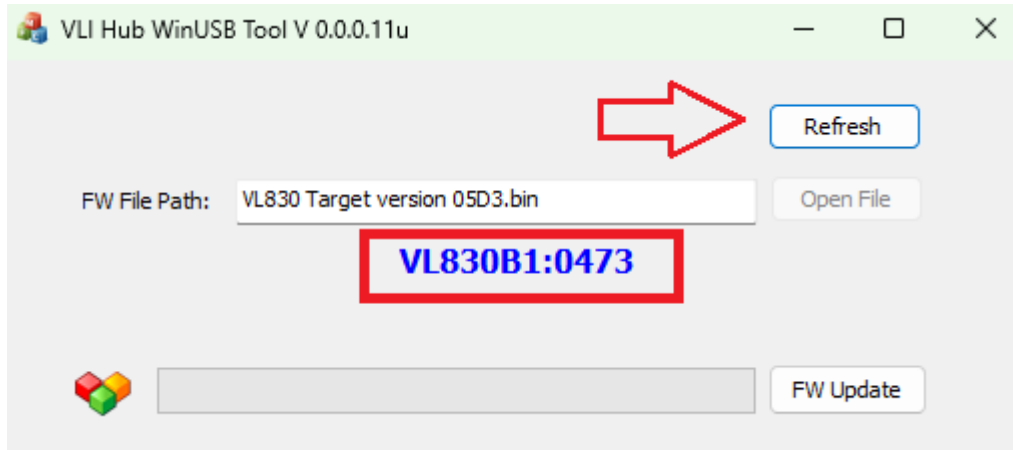 VLI Hub WinUSB Tool V 0.0.0.11u
Refresh
FW File Path: VL830 Target version 05D3.bin Open File
VL830B1:0473
FW Update